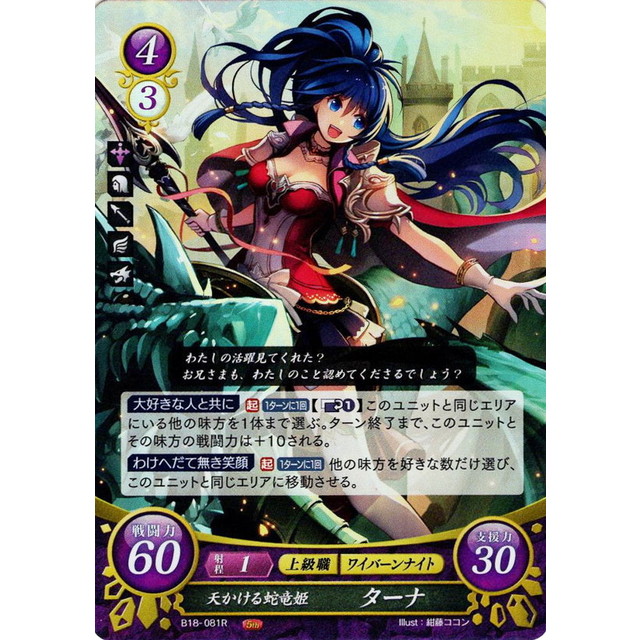 4
3
わたしの活躍見てくれた?
お兄さまも、わたしのこと認めてくださるでしょう?
大好きな人と共に 起 1ターンに1回【1】このユニットと同じエリア
にいる他の味方を1体まで選ぶ。ターン終了まで、このユニットと
その味方の戦闘力は+10される。
わけへだて無き笑顔 起 1ターンに1回 他の味方を好きな数だけ選び、
このユニットと同じエリアに移動させる。
戦闘力
60
射程 1
上級職
ワイバーンナイト
支援力
30
天かける蛇竜姫 ターナ
B18-081R 5th Illust:紺藤ココン